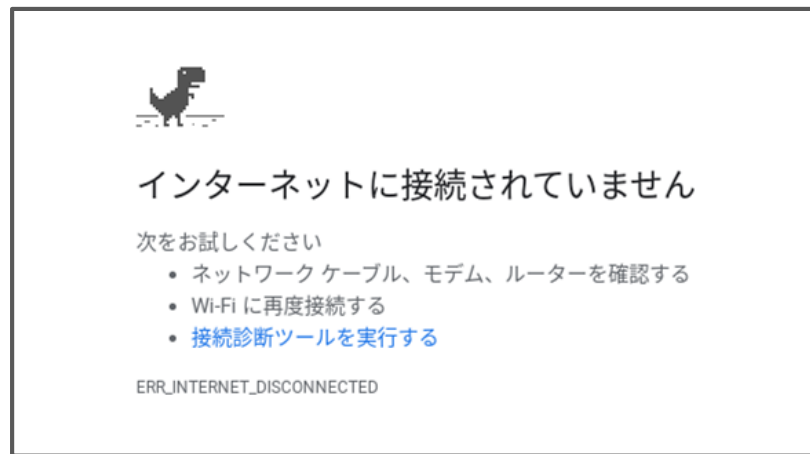 インターネットに接続されていません
次をお試しください
ネットワーク ケーブル、モデム、ルーターを確認する
Wi-Fi に再度接続する
接続診断ツールを実行する
ERR_INTERNET_DISCONNECTED